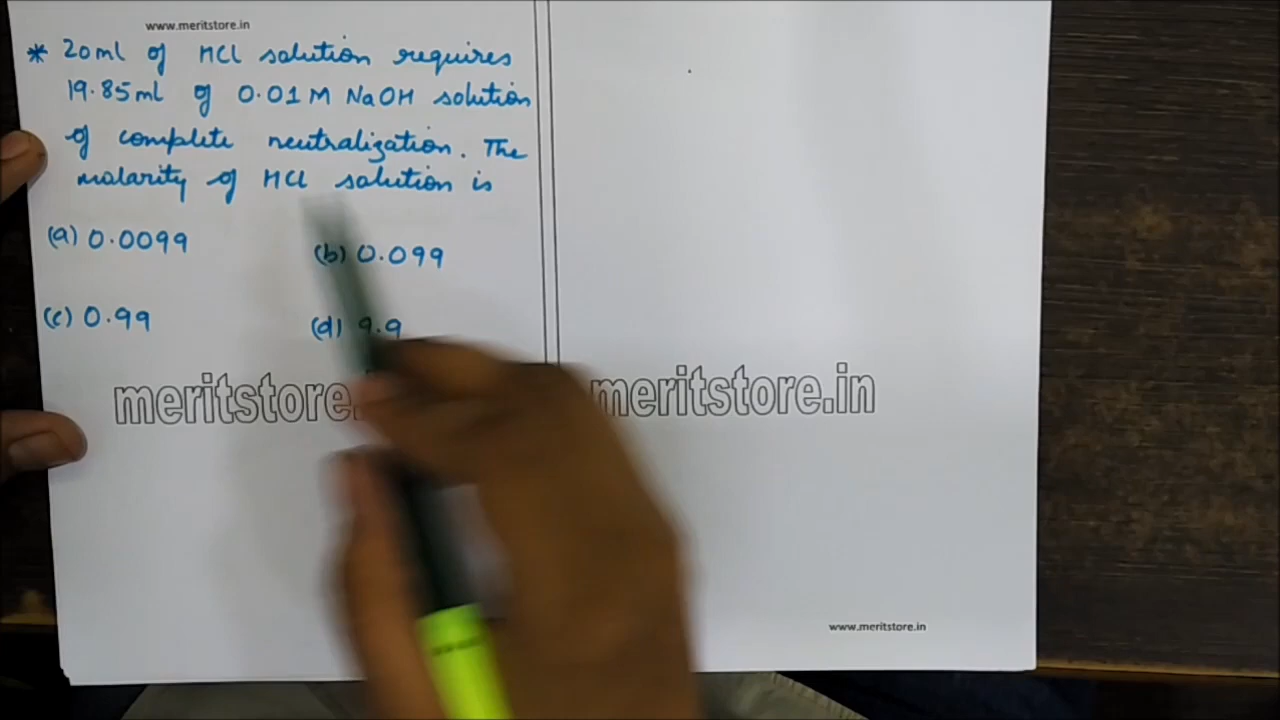 www.meritstore.in
* 20ml of HCl solution requires
19.85ml of 0.01 M NaOH solution
of complete neutralization. The
molarity of HCl solution is
(a) 0.0099
(b) 0.099
(c) 0.99
(d) 9.9
meritstore.
meritstore.in
www.meritstore.in